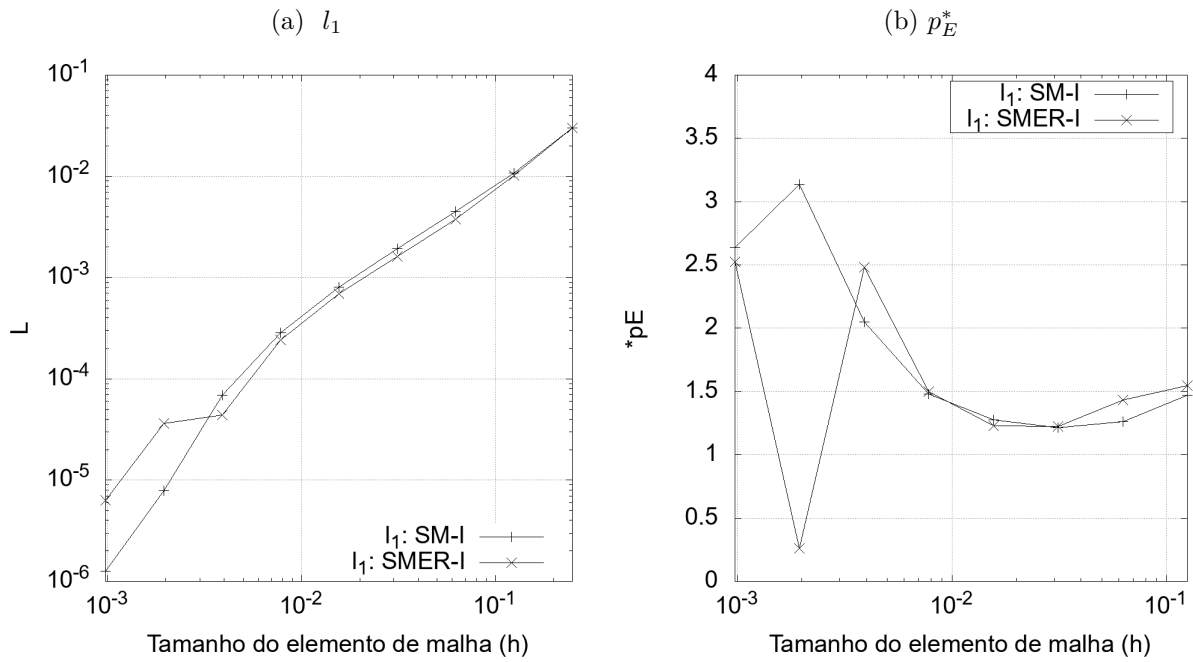 (a) l₁
(b) p*_E
10⁻¹
10⁻²
10⁻³
10⁻⁴
10⁻⁵
10⁻⁶
L
10⁻³ 10⁻² 10⁻¹
Tamanho do elemento de malha (h)
l₁: SM-I
l₁: SMER-I
4
3.5
3
2.5
2
1.5
1
0.5
0
*pE
10⁻³ 10⁻² 10⁻¹
Tamanho do elemento de malha (h)
l₁: SM-I
l₁: SMER-I